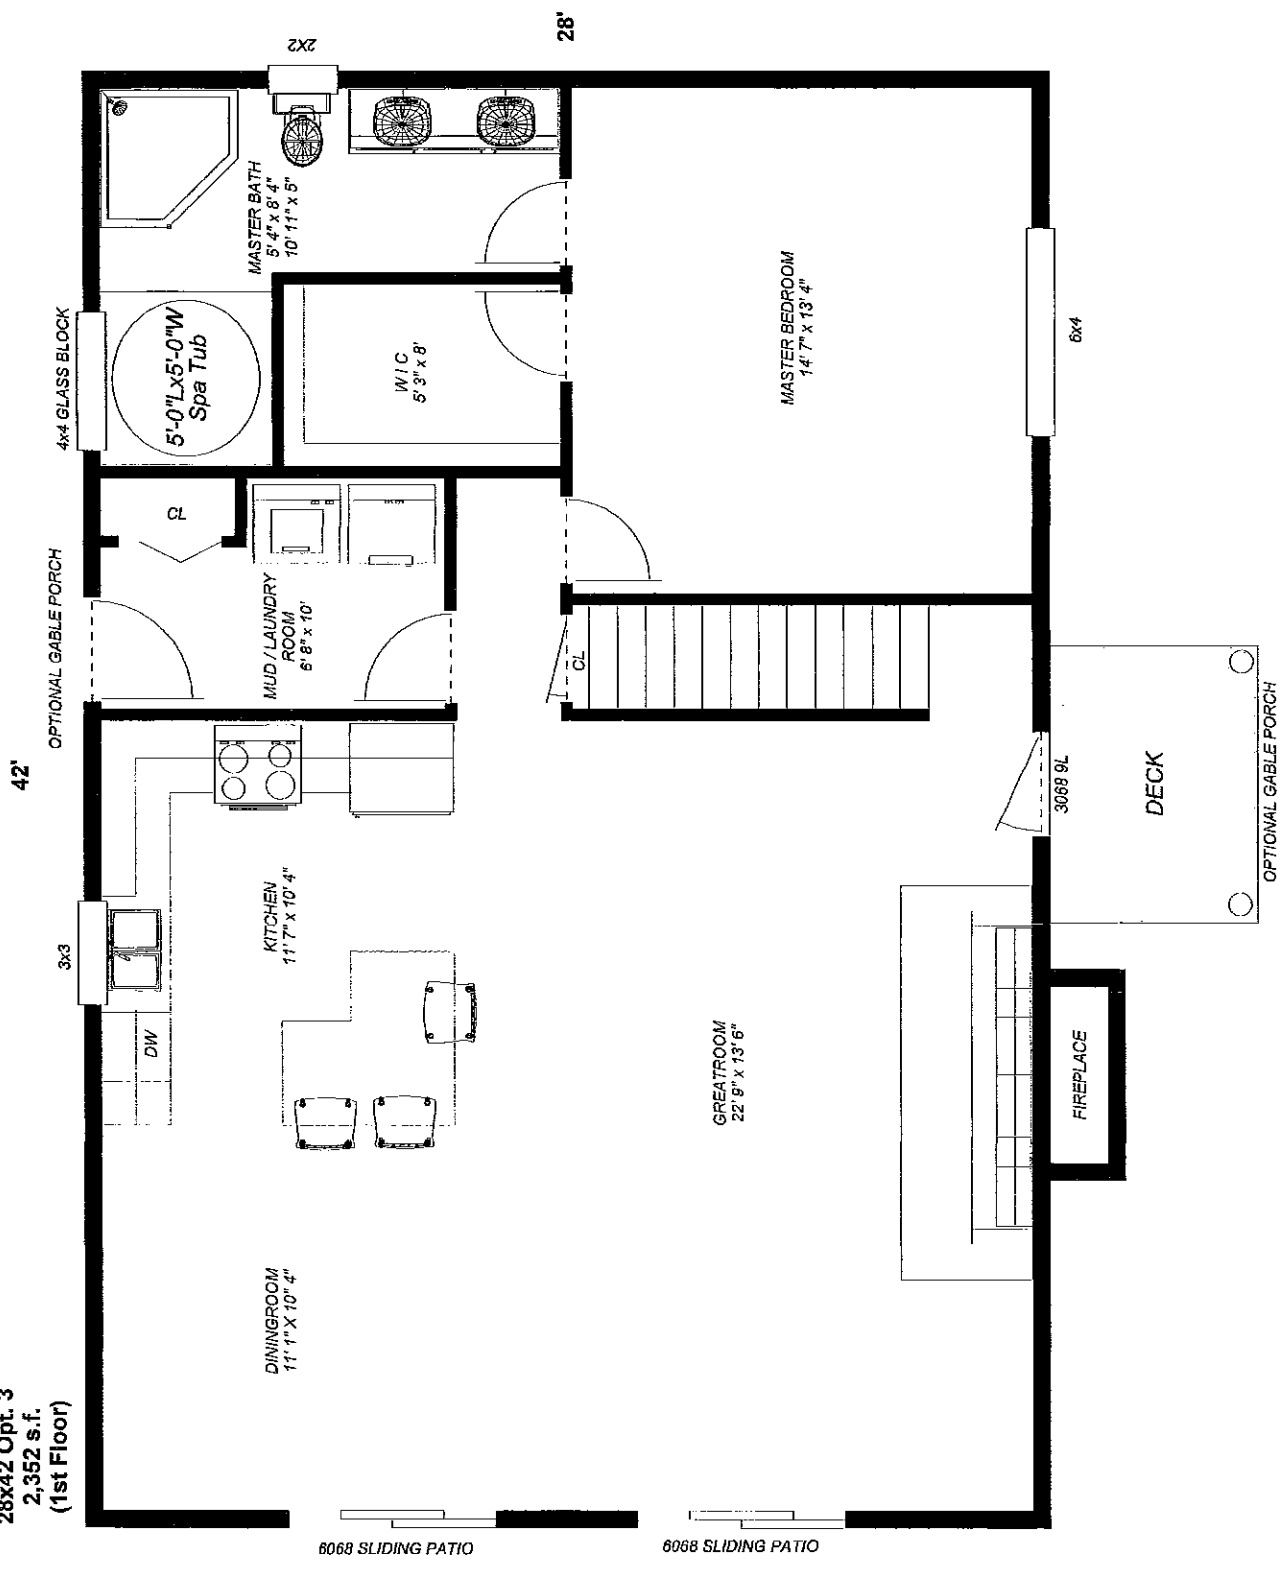 28x42 Opt. 3
2,352 s.f.
(1st Floor)
42'
28'
OPTIONAL GABLE PORCH
4x4 GLASS BLOCK
2X2
3x3
DW
KITCHEN
11' 7" x 10' 4"
DININGROOM
11' 1" X 10' 4"
MUD / LAUNDRY
ROOM
6' 8" x 10'
CL
5'-0"Lx5'-0"W
Spa Tub
MASTER BATH
5' 4" x 8' 4"
10' 11" x 5"
W I C
5' 3" x 8'
CL
MASTER BEDROOM
14' 7" x 13' 4"
6x4
GREATROOM
22' 9" x 13' 6"
FIREPLACE
3068 9L
DECK
OPTIONAL GABLE PORCH
6068 SLIDING PATIO
6068 SLIDING PATIO